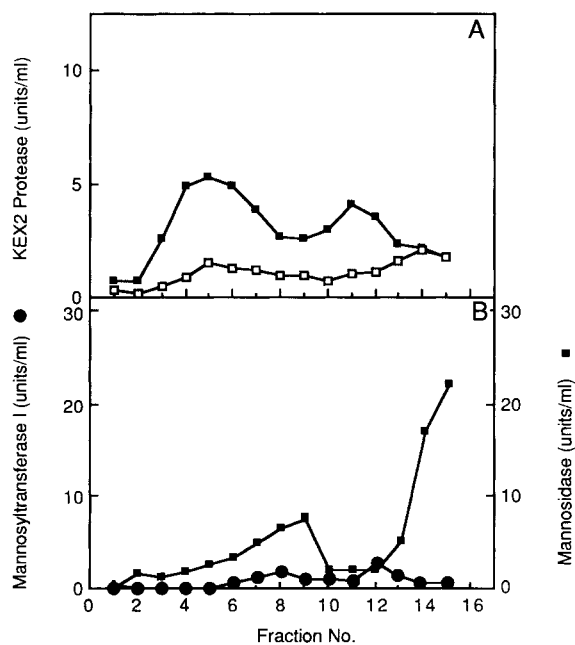 A
10
5
0
KEX2 Protease (units/ml)
B
30
20
10
0
Mannosyltransferase I (units/ml)
30
20
10
0
Mannosidase (units/ml)
0 2 4 6 8 10 12 14 16
Fraction No.